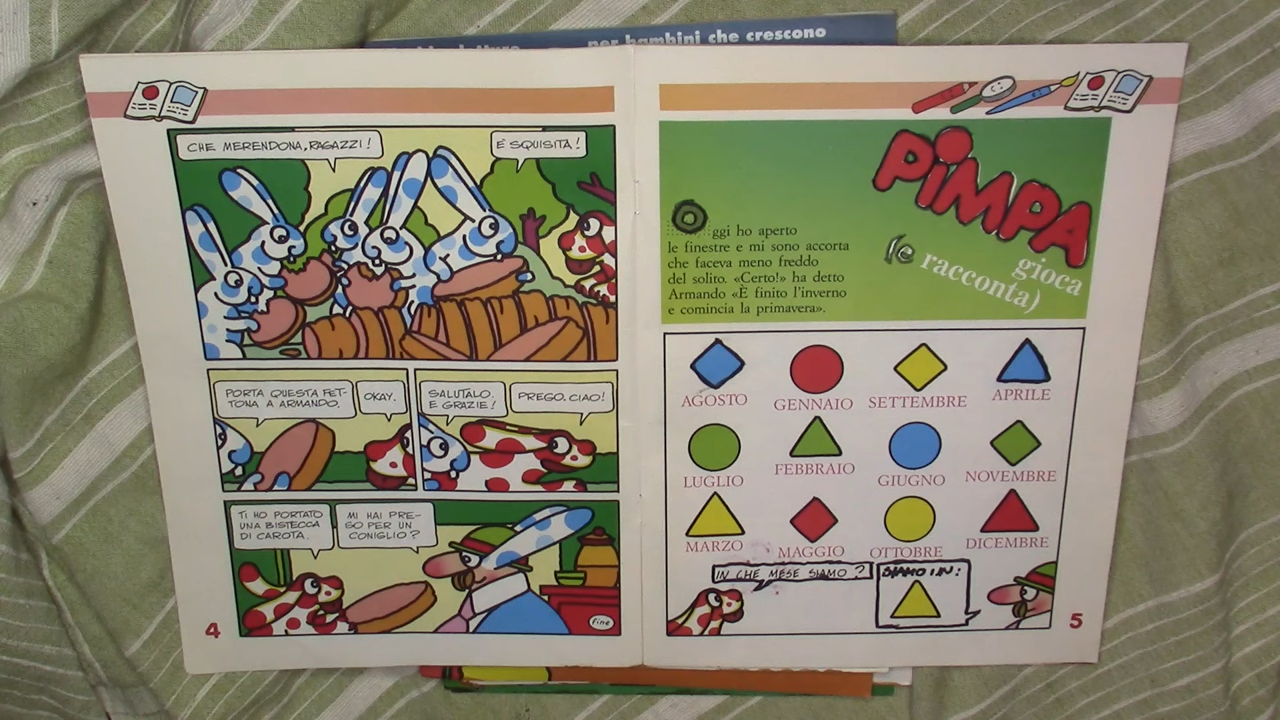 per bambini che crescono
CHE MERENDONA, RAGAZZI!
È SQUISITA!
PORTA QUESTA FET-
TONA A ARMANDO.
OKAY.
SALUTALO.
E GRAZIE!
PREGO. CIAO!
TI HO PORTATO
UNA BISTECCA
DI CAROTA.
MI HAI PRE-
SO PER UN
CONIGLIO?
Fine
4
PIMPA
gioca
(e racconta)
Oggi ho aperto
le finestre e mi sono accorta
che faceva meno freddo
del solito. «Certo!» ha detto
Armando «È finito l'inverno
e comincia la primavera».
AGOSTO GENNAIO SETTEMBRE APRILE
LUGLIO FEBBRAIO GIUGNO NOVEMBRE
MARZO MAGGIO OTTOBRE DICEMBRE
IN CHE MESE SIAMO?
SIAMO IN:
5